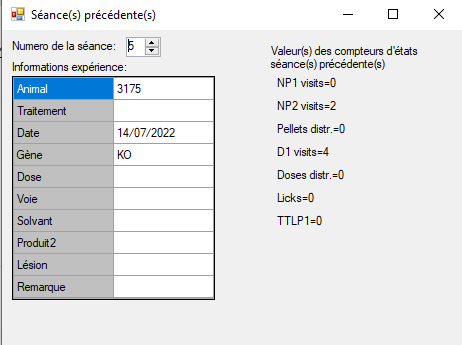 Séance(s) précédente(s)
Numero de la séance: 5
Infomations expérience:
Animal 3175
Traitement
Date 14/07/2022
Gène KO
Dose
Voie
Solvant
Produit2
Lésion
Remarque
Valeur(s) des compteurs d'états
séance(s) précédente(s)
NP1 visits=0
NP2 visits=2
Pellets distr.=0
D1 visits=4
Doses distr.=0
Licks=0
TTLP1=0